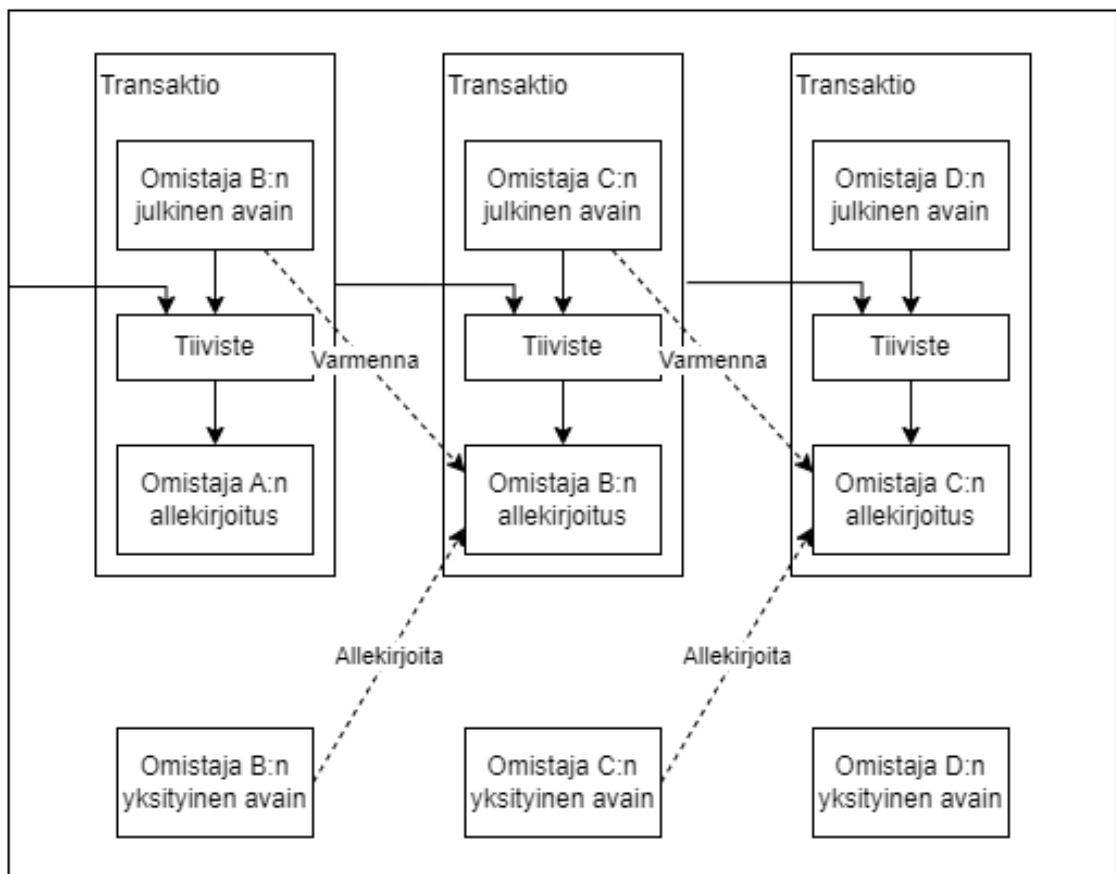 Transaktio
Transaktio
Transaktio
Omistaja B:n
julkinen avain
Omistaja C:n
julkinen avain
Omistaja D:n
julkinen avain
Tiiviste
Varmenna
Tiiviste
Varmenna
Tiiviste
Omistaja A:n
allekirjoitus
Omistaja B:n
allekirjoitus
Omistaja C:n
allekirjoitus
Allekirjoita
Allekirjoita
Omistaja B:n
yksityinen avain
Omistaja C:n
yksityinen avain
Omistaja D:n
yksityinen avain